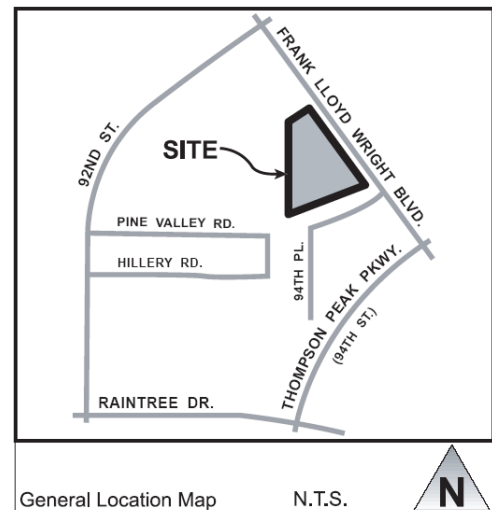 FRANK LLOYD WRIGHT BLVD.
92ND ST.
SITE
PINE VALLEY RD.
HILLERY RD.
94TH PL.
THOMPSON PEAK PKWY.
(94TH ST.)
RAINTREE DR.
General Location Map N.T.S. N